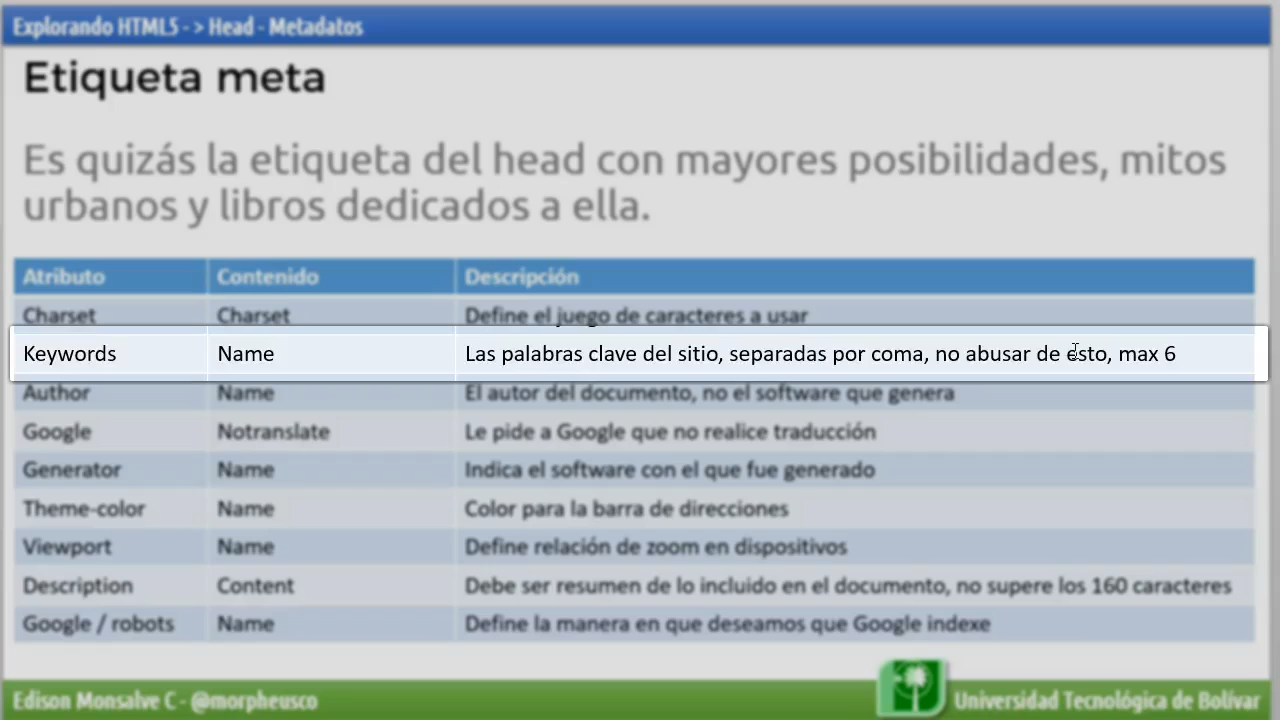 Explorando HTML5 - > Head - Metadatos
Etiqueta meta
Es quizás la etiqueta del head con mayores posibilidades, mitos
urbanos y libros dedicados a ella.
Atributo Contenido Descripción
Charset Charset Define el juego de caracteres a usar
Keywords Name Las palabras clave del sitio, separadas por coma, no abusar de esto, max 6
Author Name El autor del documento, no el software que genera
Google Notranslate Le pide a Google que no realice traducción
Generator Name Indica el software con el que fue generado
Theme-color Name Color para la barra de direcciones
Viewport Name Define relación de zoom en dispositivos
Description Content Debe ser resumen de lo incluido en el documento, no supere los 160 caracteres
Google / robots Name Define la manera en que deseamos que Google indexe
Edison Monsalve C - @morpheusco
Universidad Tecnológica de Bolívar